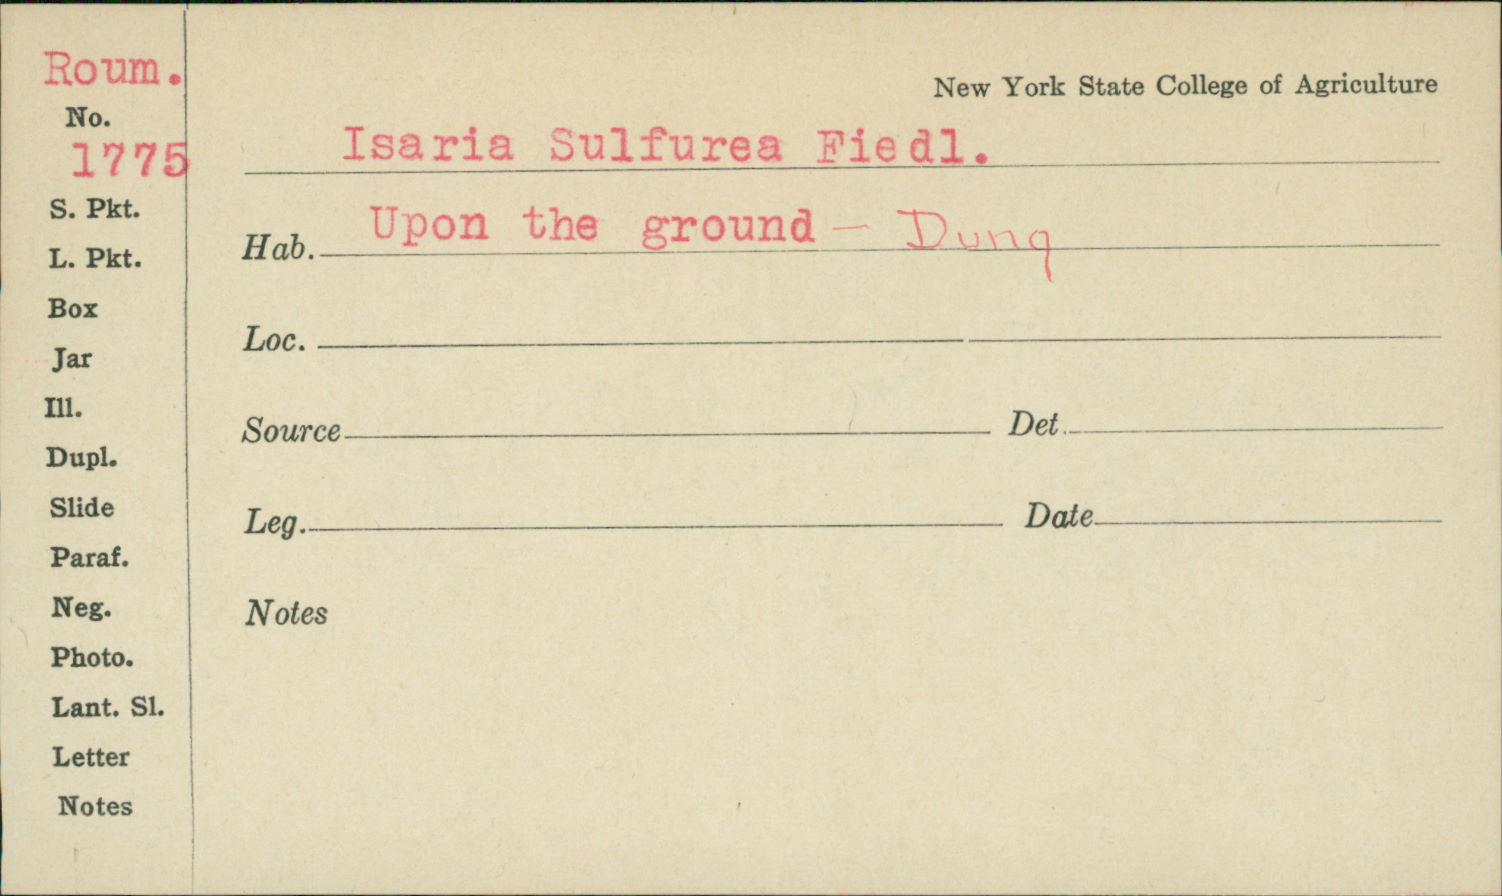 Roum.
No.
1775
S. Pkt.
L. Pkt.
Box
Jar
Ill.
Dupl.
Slide
Paraf.
Neg.
Photo.
Lant. Sl.
Letter
Notes
New York State College of Agriculture
Isaria Sulfurea Fiedl.
Hab. Upon the ground - Dung
Loc.
Source Det.
Leg. Date
Notes